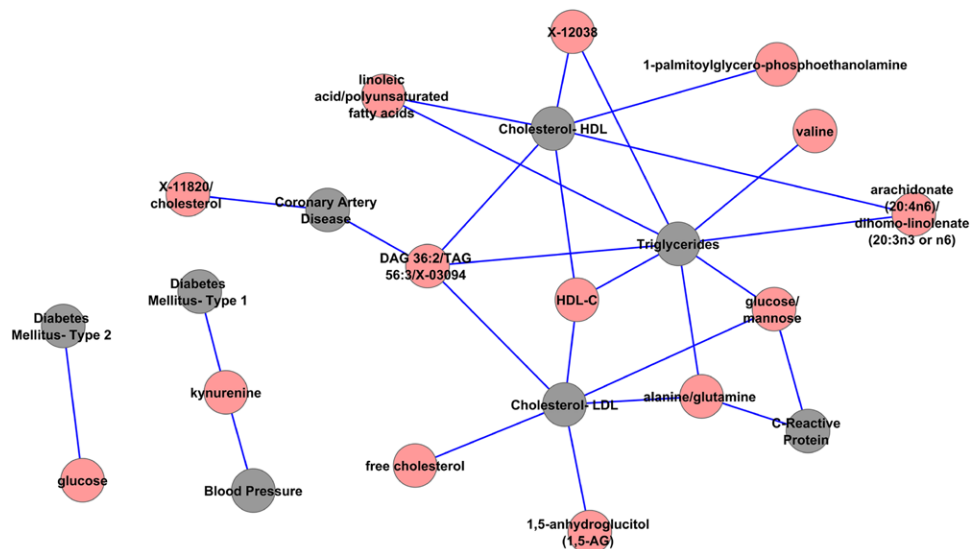 X-12038
1-palmitoylglycero-phosphoethanolamine
linoleic
acid/polyunsaturated
fatty acids
Cholesterol- HDL
valine
X-11820/
cholesterol
Coronary Artery
Disease
arachidonate
(20:4n6)/
dihomo-linolenate
(20:3n3 or n6)
Triglycerides
DAG 36:2/TAG
56:3/X-03094
Diabetes
Mellitus- Type 1
HDL-C
glucose/
mannose
Diabetes
Mellitus- Type 2
kynurenine
Cholesterol- LDL
alanine/glutamine
C-Reactive
Protein
free cholesterol
glucose
Blood Pressure
1,5-anhydroglucitol
(1,5-AG)